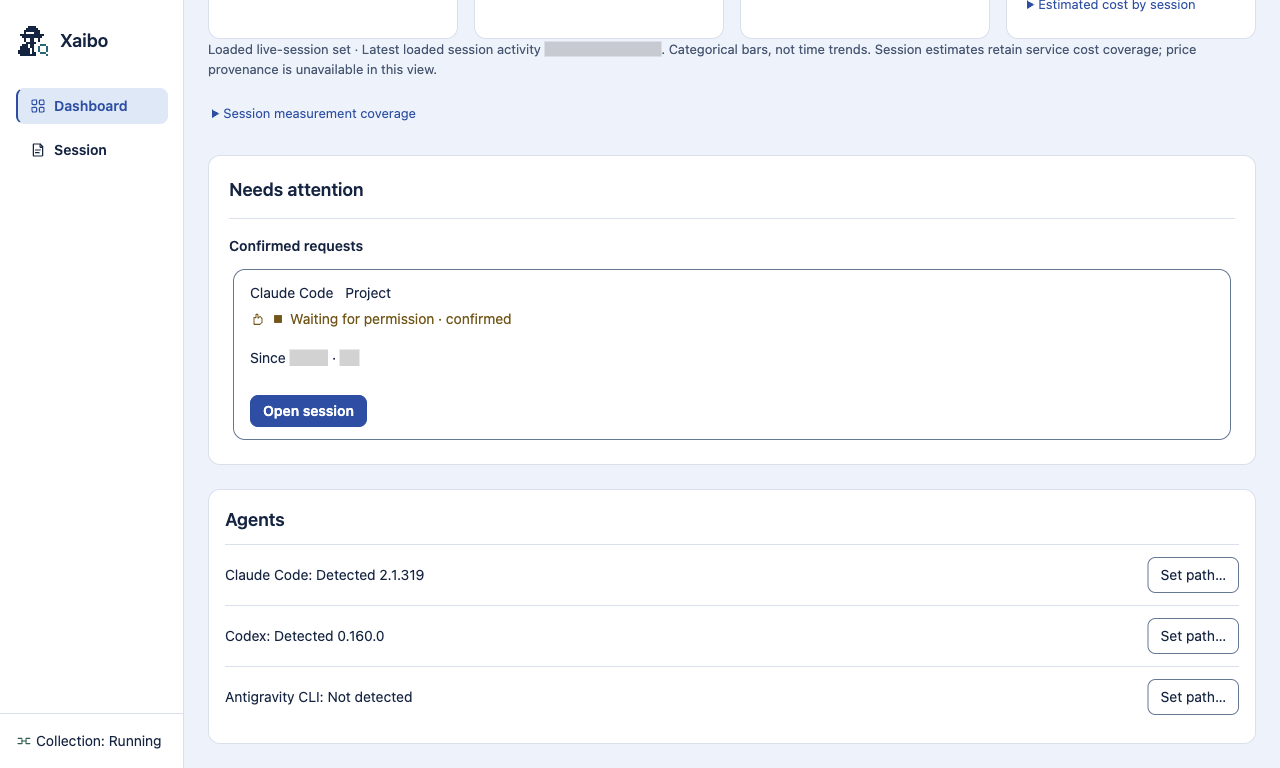 Xaibo
Dashboard
Session
Collection: Running
Estimated cost by session
Loaded live-session set · Latest loaded session activity . Categorical bars, not time trends. Session estimates retain service cost coverage; price
provenance is unavailable in this view.
Session measurement coverage
Needs attention
Confirmed requests
Claude Code Project
Waiting for permission · confirmed
Since ·
Open session
Agents
Claude Code: Detected 2.1.319
Set path...
Codex: Detected 0.160.0
Set path...
Antigravity CLI: Not detected
Set path...